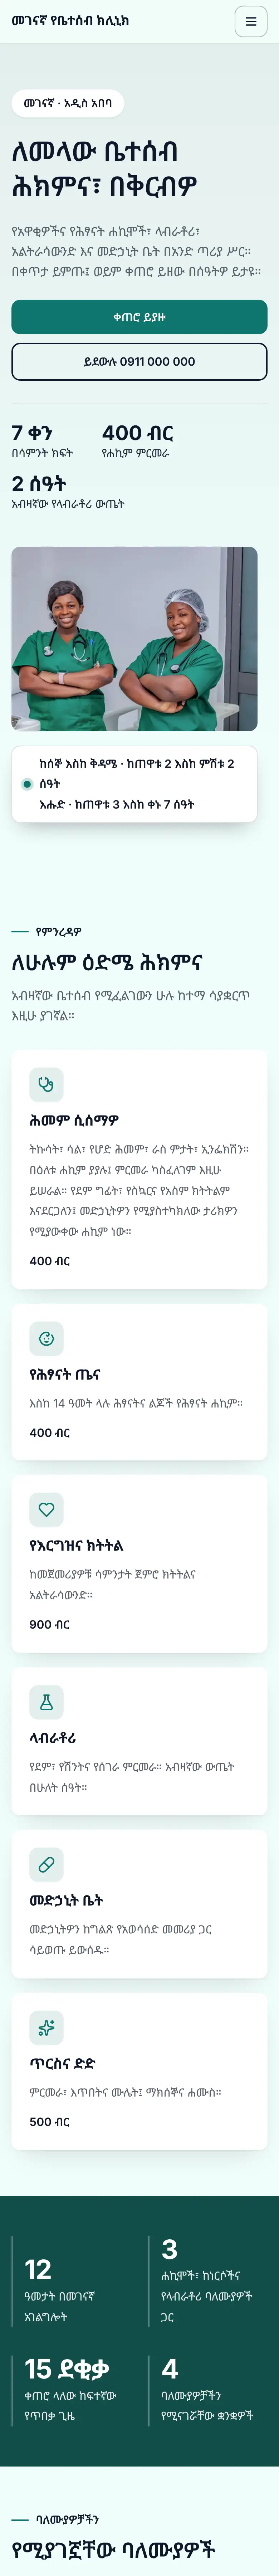 መገናኛ የቤተሰብ ክሊኒክ
መገናኛ · አዲስ አበባ
ለመላው ቤተሰብ
ሕክምና፣ በቅርብዎ
የአዋቂዎችና የሕፃናት ሐኪሞች፣ ላብራቶሪ፣
አልትራሳውንድ እና መድኃኒት ቤት በአንድ ጣሪያ ሥር።
በቀጥታ ይምጡ፤ ወይም ቀጠሮ ይዘው በሰዓትዎ ይታዩ።
ቀጠሮ ይያዙ
ይደውሉ 0911 000 000
7 ቀን
በሳምንት ክፍት
400 ብር
የሐኪም ምርመራ
2 ሰዓት
አብዛኛው የላብራቶሪ ውጤት
ከሰኞ እስከ ቅዳሜ · ከጠዋቱ 2 እስከ ምሽቱ 2
ሰዓት
እሑድ · ከጠዋቱ 3 እስከ ቀኑ 7 ሰዓት
የምንረዳዎ
ለሁሉም ዕድሜ ሕክምና
አብዛኛው ቤተሰብ የሚፈልገውን ሁሉ ከተማ ሳያቋርጥ
እዚሁ ያገኛል።
ሕመም ሲሰማዎ
ትኩሳት፣ ሳል፣ የሆድ ሕመም፣ ራስ ምታት፣ ኢንፌክሽን።
በዕለቱ ሐኪም ያያሉ፤ ምርመራ ካስፈለገም እዚሁ
ይሠራል። የደም ግፊት፣ የስኳርና የአስም ክትትልም
እናደርጋለን፤ መድኃኒትዎን የሚያስተካክለው ታሪክዎን
የሚያውቀው ሐኪም ነው።
400 ብር
የሕፃናት ጤና
እስከ 14 ዓመት ላሉ ሕፃናትና ልጆች የሕፃናት ሐኪም።
400 ብር
የእርግዝና ክትትል
ከመጀመሪያዎቹ ሳምንታት ጀምሮ ክትትልና
አልትራሳውንድ።
900 ብር
ላብራቶሪ
የደም፣ የሽንትና የሰገራ ምርመራ። አብዛኛው ውጤት
በሁለት ሰዓት።
መድኃኒት ቤት
መድኃኒትዎን ከግልጽ የአወሳሰድ መመሪያ ጋር
ሳይወጡ ይውሰዱ።
ጥርስና ድድ
ምርመራ፣ እጥበትና ሙሌት፤ ማክሰኞና ሐሙስ።
500 ብር
12
ዓመታት በመገናኛ
አገልግሎት
3
ሐኪሞች፣ ከነርሶችና
የላብራቶሪ ባለሙያዎች
ጋር
15 ደቂቃ
ቀጠሮ ላለው ከፍተኛው
የጥበቃ ጊዜ
4
ባለሙያዎቻችን
የሚናገሯቸው ቋንቋዎች
ባለሙያዎቻችን
የሚያገኟቸው ባለሙያዎች